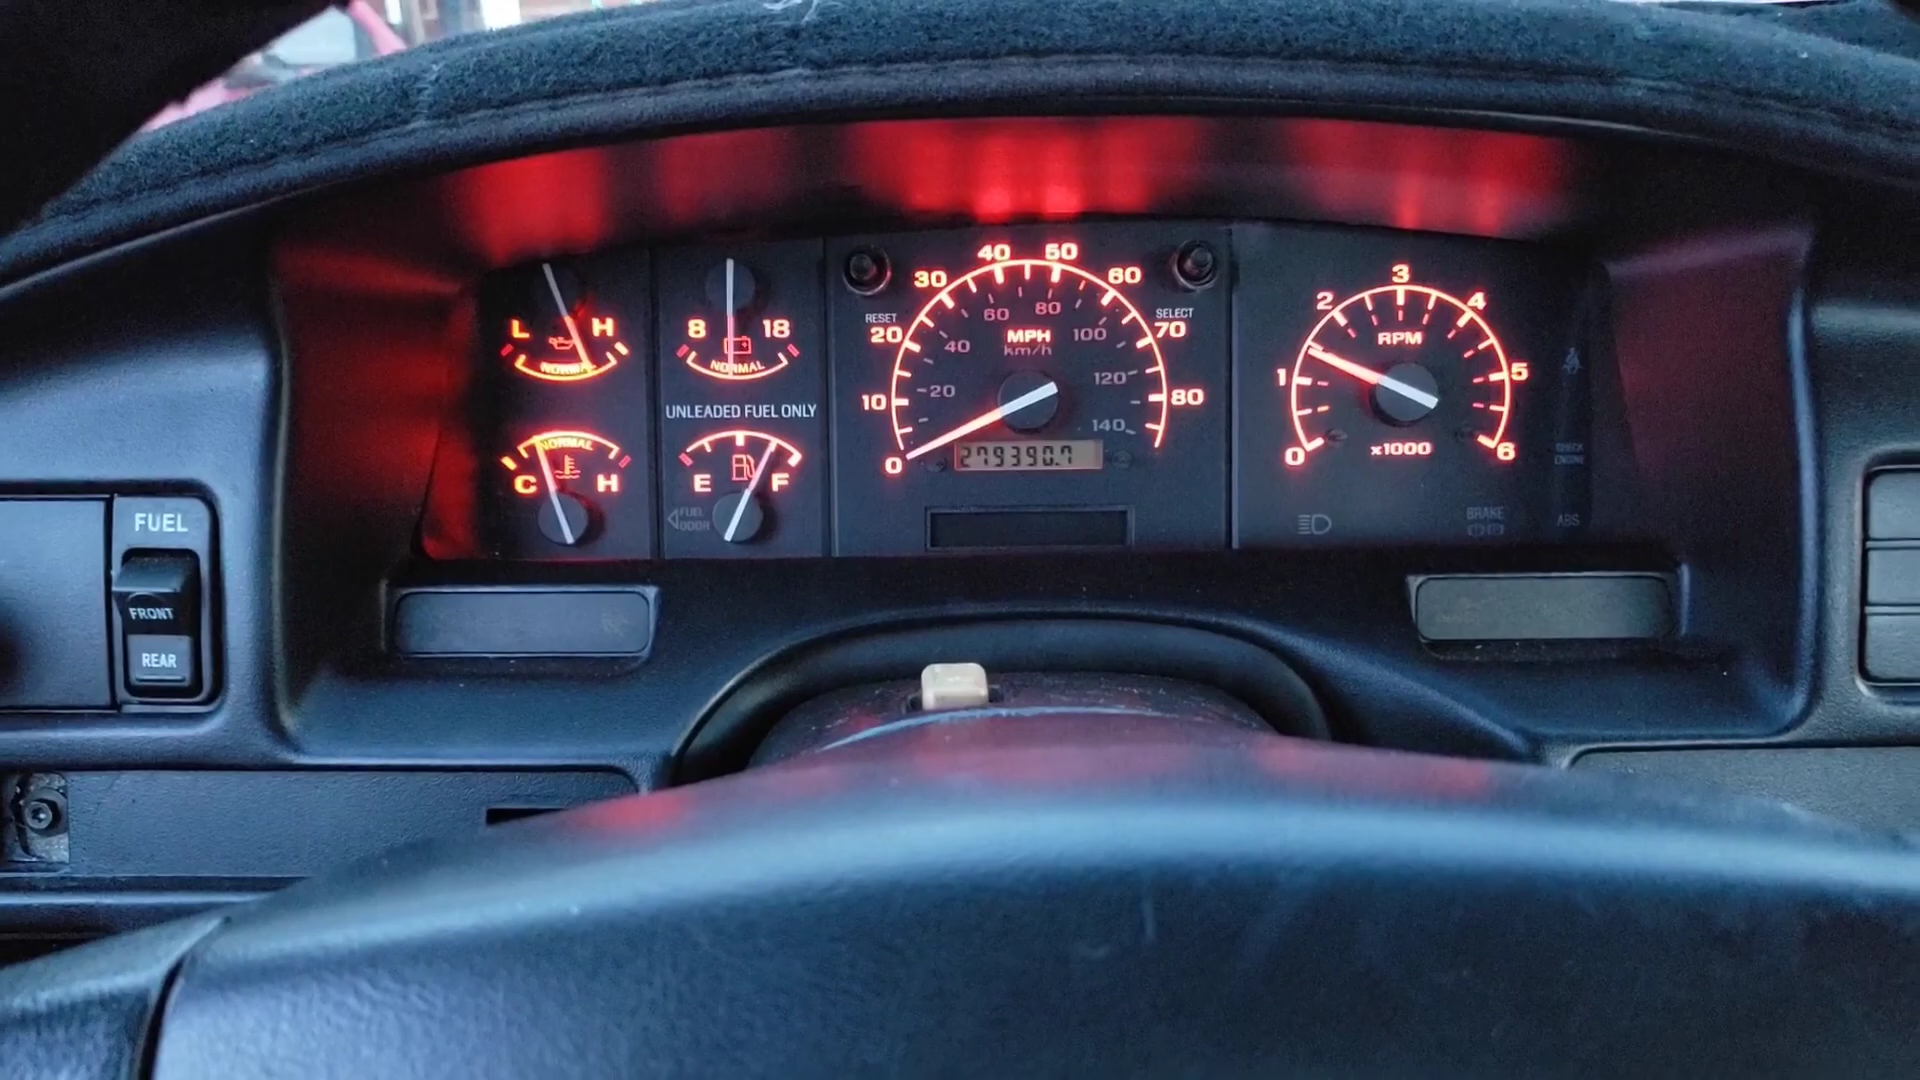 40 50
30 60
RESET
SELECT
20 70
60 80
MPH
km/h
40 100
20 120
10 80
140
0
279390.7
L H
NORMAL
8 18
NORMAL
UNLEADED FUEL ONLY
NORMAL
C H
E F
FUEL
DOOR
3
2 4
RPM
1 5
0 6
x1000
CHECK
ENGINE
BRAKE
ABS
FUEL
FRONT
REAR